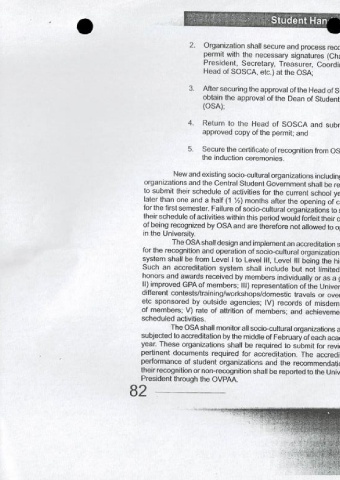 Student Han
2. Organization shall secure and process reco
permit with the necessary signatures (Cha
President, Secretary, Treasurer, Coordi
Head of SOSCA, etc.) at the OSA;
3. After securing the approval of the Head of S
obtain the approval of the Dean of Student
(OSA);
4. Return to the Head of SOSCA and subm
approved copy of the permit; and
5. Secure the certificate of recognition from OS
the induction ceremonies.
New and existing socio-cultural organizations including
organizations and the Central Student Government shall be re
to submit their schedule of activities for the current school ye
later than one and a half (1 ½) months after the opening of c
for the first semester. Failure of socio-cultural organizations to s
their schedule of activities within this period would forfeit their c
of being recognized by OSA and are therefore not allowed to op
in the University.
The OSA shall design and implement an accreditation s
for the recognition and operation of socio-cultural organization
system shall be from Level I to Level III, Level III being the hi
Such an accreditation system shall include but not limited
honors and awards received by members individually or as a g
II) improved GPA of members; III) representation of the Univer
different contests/training/workshops/domestic travels or over
etc sponsored by outside agencies; IV) records of misdem
of members; V) rate of attrition of members; and achieveme
scheduled activities.
The OSA shall monitor all socio-cultural organizations a
subjected to accreditation by the middle of February of each aca
year. These organizations shall be required to submit for revie
pertinent documents required for accreditation. The accredi
performance of student organizations and the recommendatio
their recognition or non-recognition shall be reported to the Univ
President through the OVPAA.
82